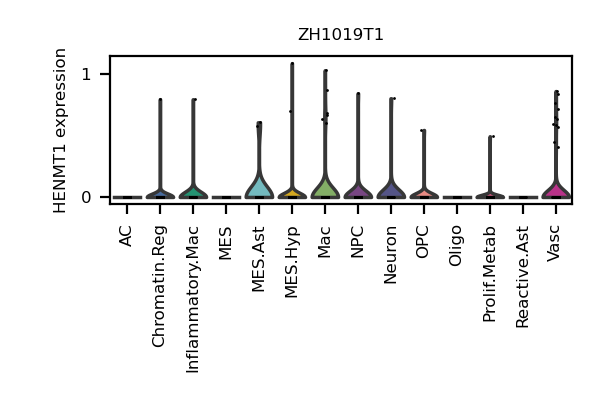 ZH1019T1
HENMT1 expression
1
0
AC
Chromatin.Reg
Inflammatory.Mac
MES
MES.Ast
MES.Hyp
Mac
NPC
Neuron
OPC
Oligo
Prolif.Metab
Reactive.Ast
Vasc